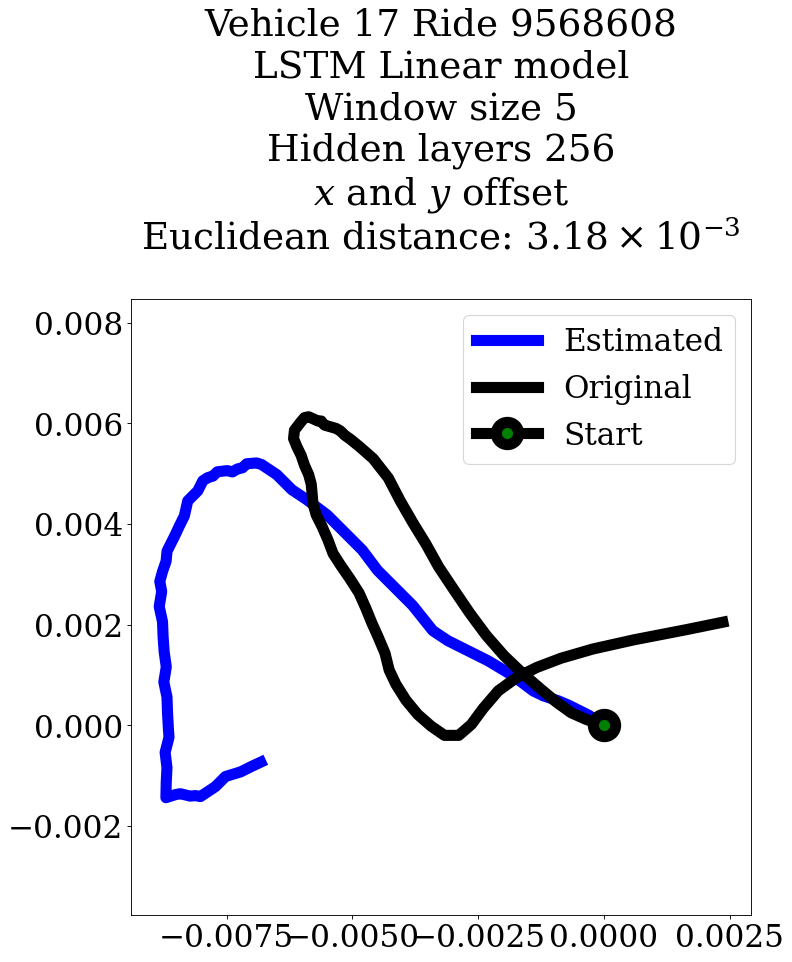 Vehicle 17 Ride 9568608
LSTM Linear model
Window size 5
Hidden layers 256
x and y offset
Euclidean distance: 3.18 × 10⁻³
Estimated
Original
Start
0.008
0.006
0.004
0.002
0.000
−0.002
−0.0075 −0.0050 −0.0025 0.0000 0.0025